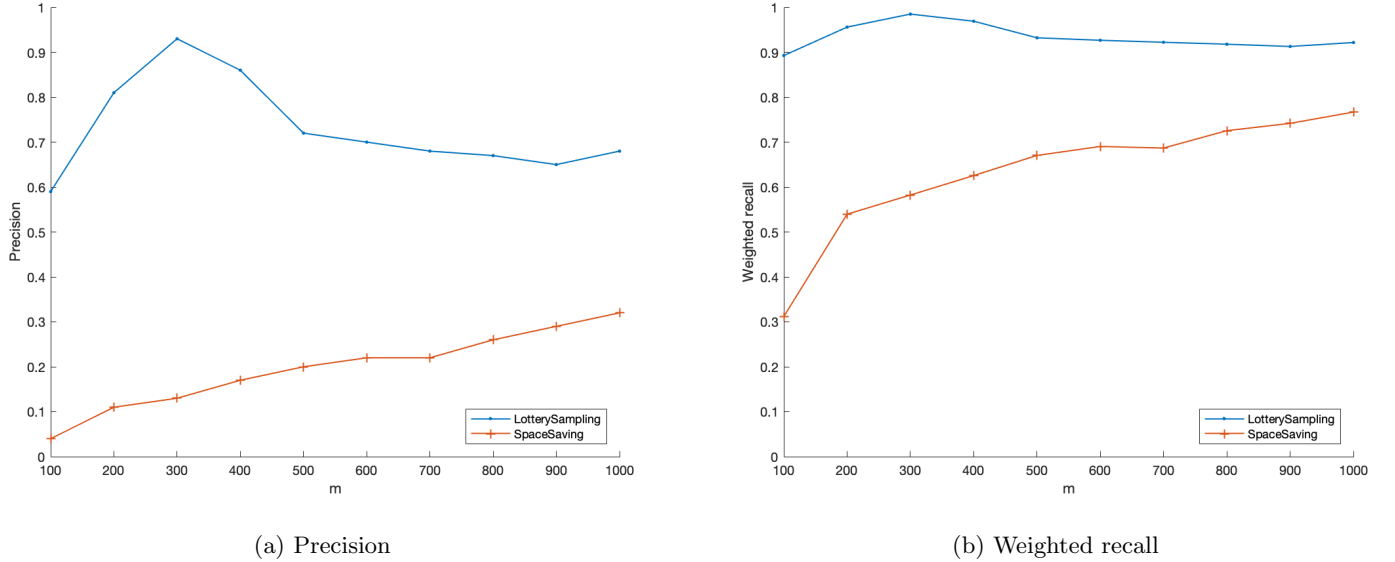 1
0.9
0.8
0.7
0.6
0.5
0.4
0.3
0.2
0.1
0
Precision
100 200 300 400 500 600 700 800 900 1000
m
LotterySampling
SpaceSaving
(a) Precision
1
0.9
0.8
0.7
0.6
0.5
0.4
0.3
0.2
0.1
0
Weighted recall
100 200 300 400 500 600 700 800 900 1000
m
LotterySampling
SpaceSaving
(b) Weighted recall